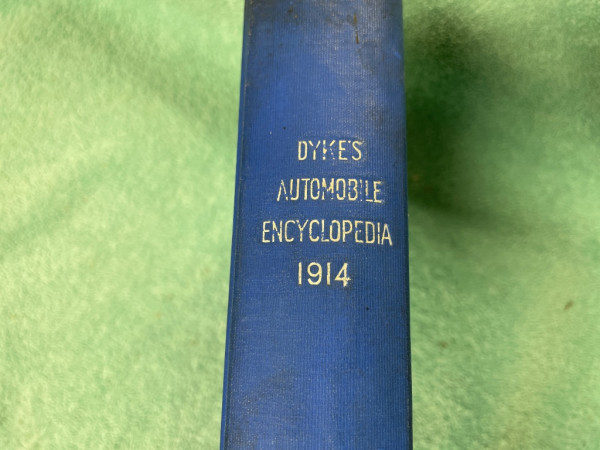 DYKE'S
AUTOMOBILE
ENCYCLOPEDIA
1914